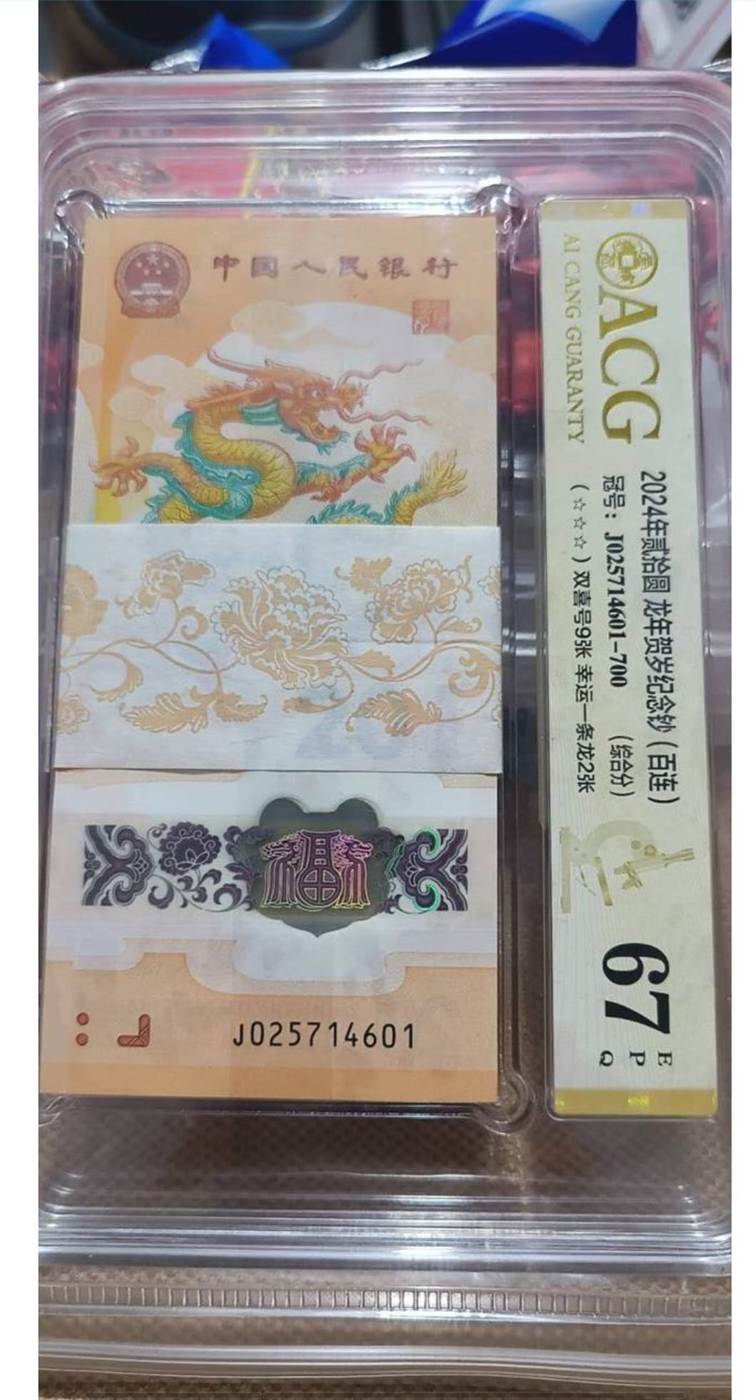 中国人民银行
福
J025714601
ACG
AI CANG GUARANTY
2024年贰拾圆 龙年贺岁纪念钞（百连）
冠号：J025714601-700 （综合分）
（☆☆☆）双喜号9张 幸运一条龙2张
67
E
P
Q